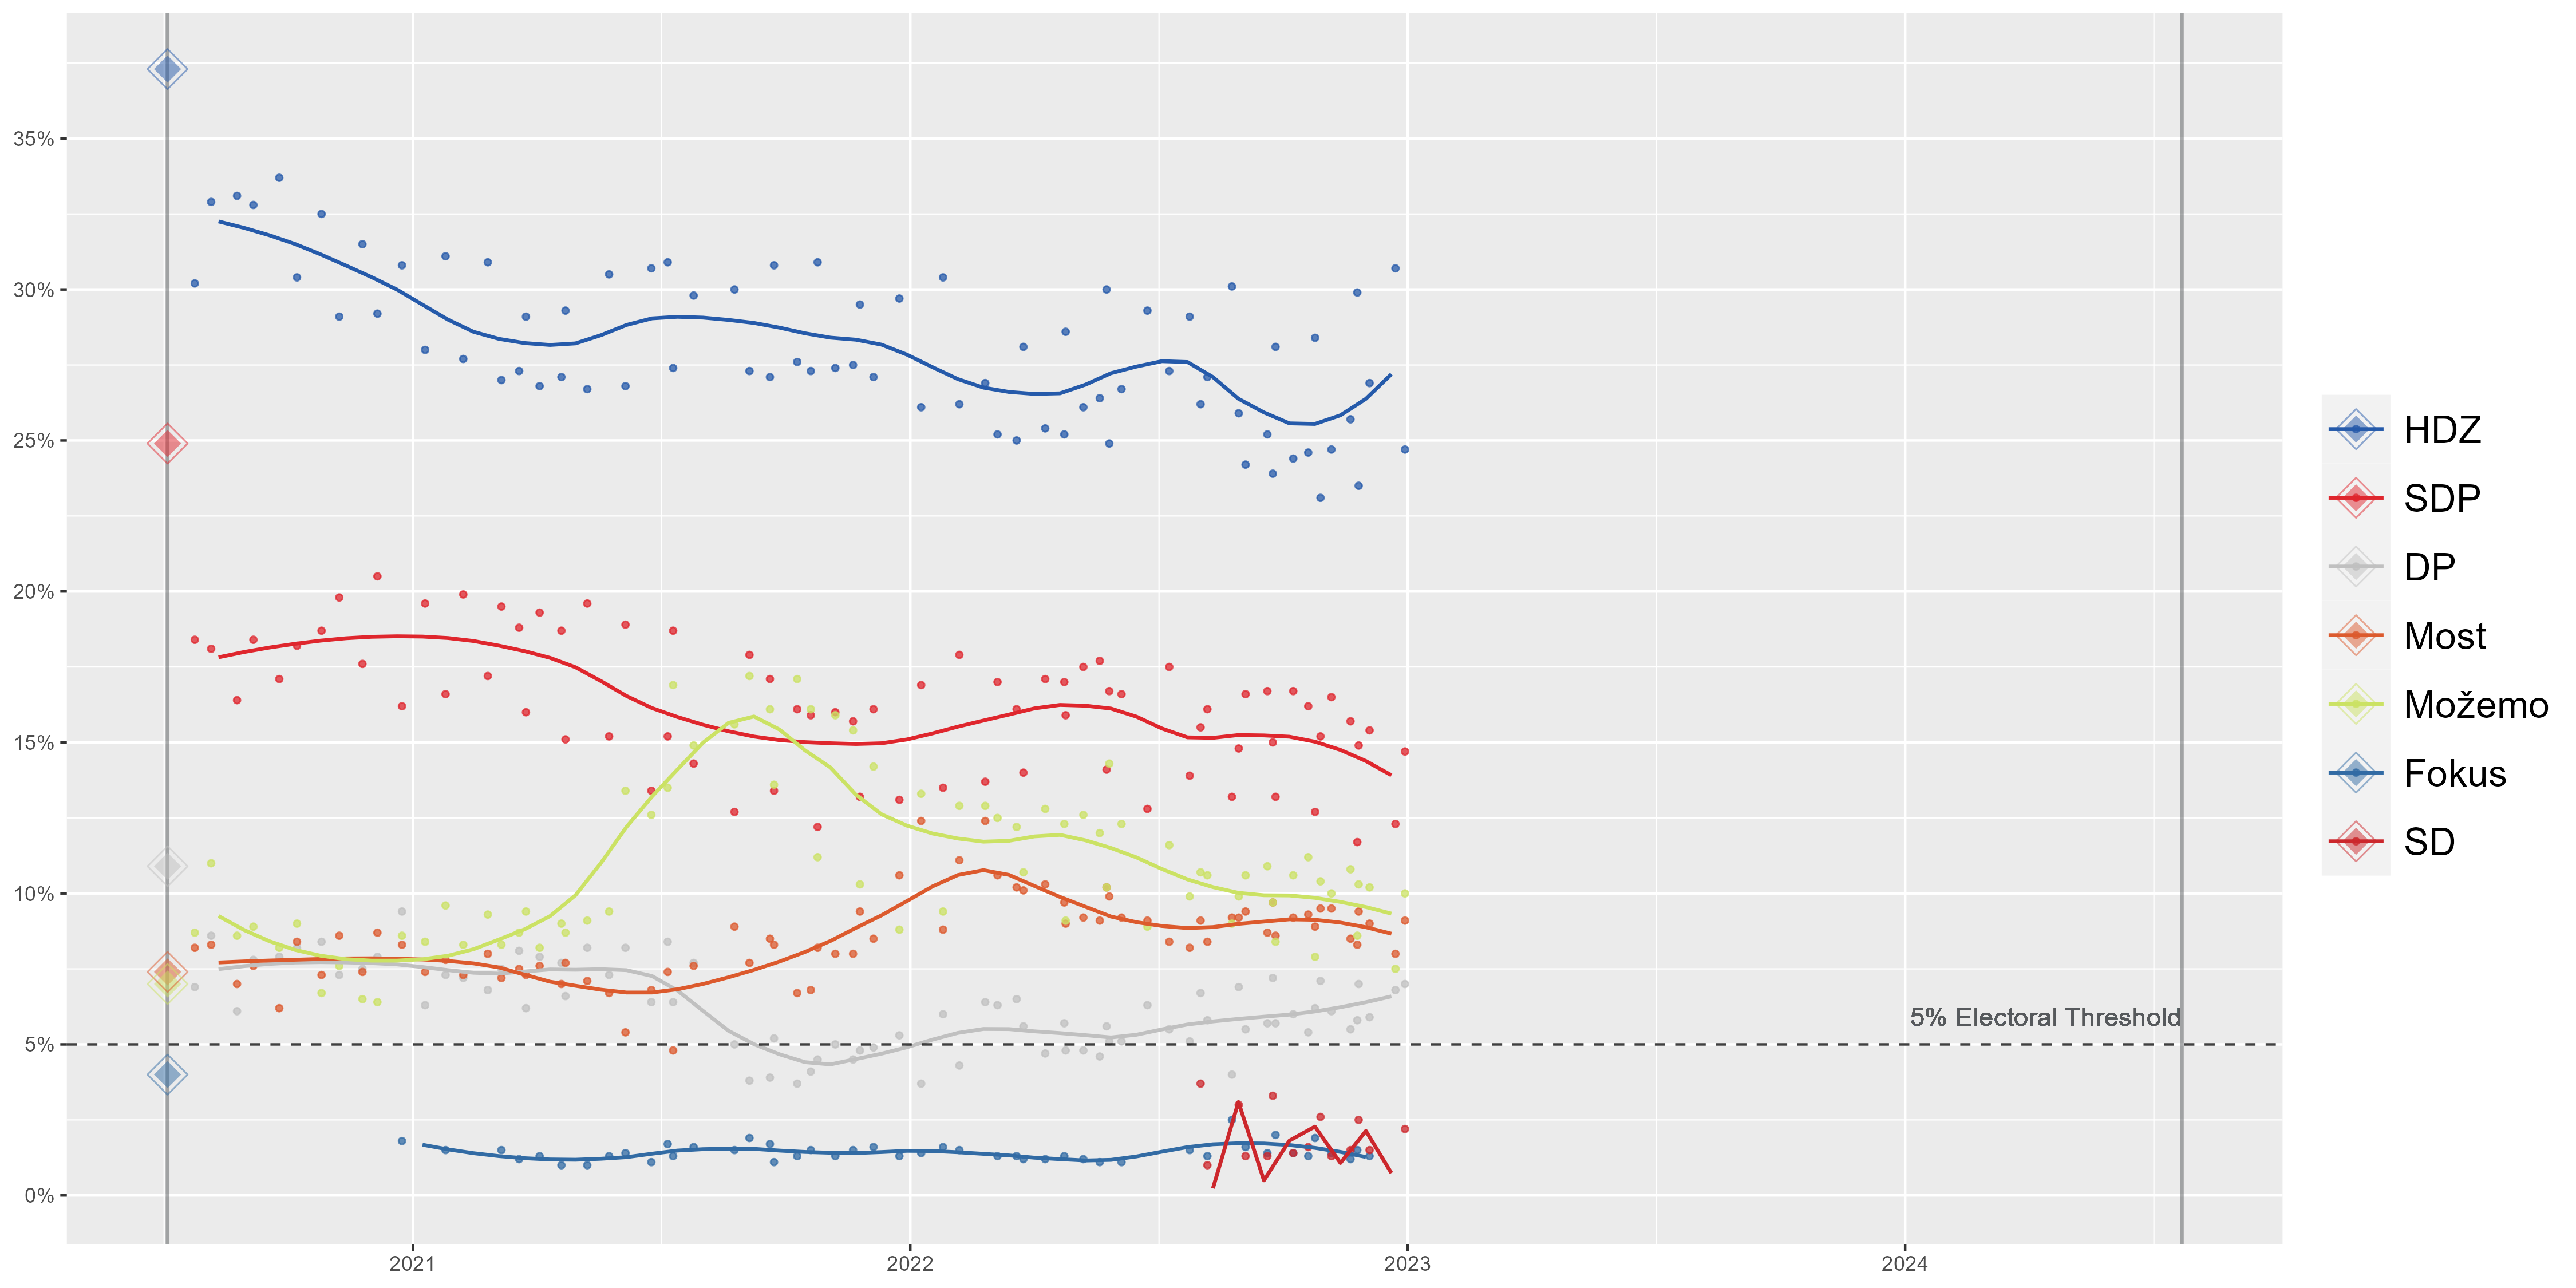 35%
30%
25%
20%
15%
10%
5%
0%
5% Electoral Threshold
2021
2022
2023
2024
HDZ
SDP
DP
Most
Možemo
Fokus
SD